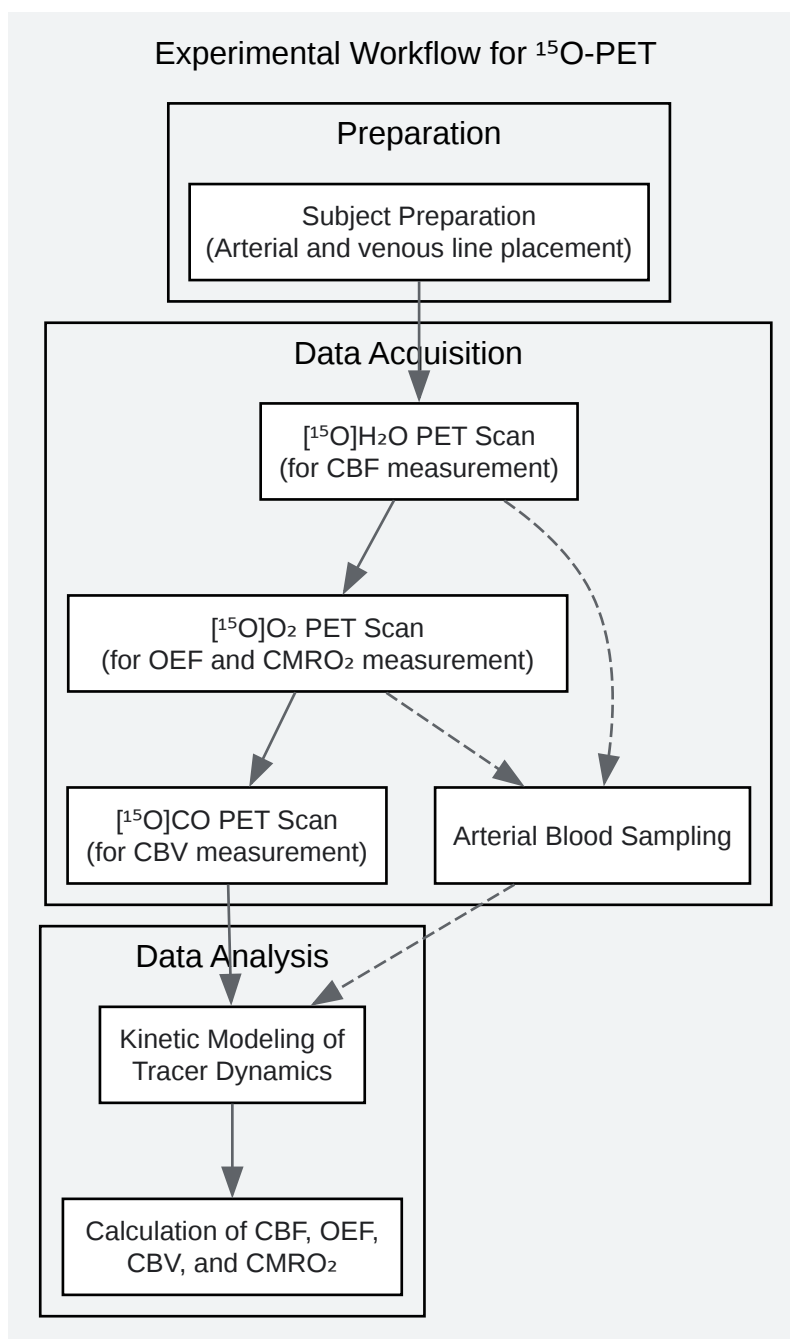 Experimental Workflow for ¹⁵O-PET
Preparation
Subject Preparation
(Arterial and venous line placement)
Data Acquisition
[¹⁵O]H₂O PET Scan
(for CBF measurement)
[¹⁵O]O₂ PET Scan
(for OEF and CMRO₂ measurement)
[¹⁵O]CO PET Scan
(for CBV measurement)
Arterial Blood Sampling
Data Analysis
Kinetic Modeling of
Tracer Dynamics
Calculation of CBF, OEF,
CBV, and CMRO₂